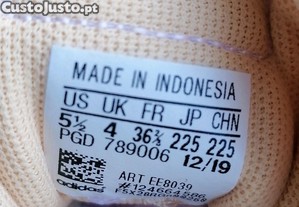 CustoJusto.pt
MADE IN INDONESIA
US UK FR JP CHN
5½ 4 36⅔ 225 225
PGD 789006 12/19
ART EE8039
adidas